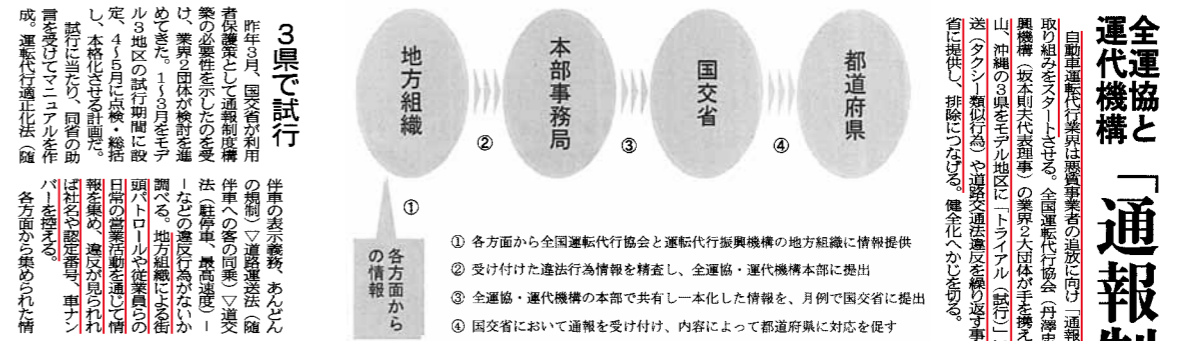 全運協と
運代機構
「通報
自動車運転代行業界は悪質事業者の追放に向け「通報
取り組みをスタートさせる。全国運転代行協会（丹澤忠
興機構（坂本則夫代表理事）の業界２大団体が手を携え
山、沖縄の３県をモデル地区に「トライアル（試行）」
送（タクシー類似行為）や道路交通法違反を繰り返す事
省に提供し、排除につなげる。健全化へかじを切る。
地方組織
本部事務局
国交省
都道府県
②
③
④
①
各方面から
の情報
① 各方面から全国運転代行協会と運転代行振興機構の地方組織に情報提供
② 受け付けた違法行為情報を精査し、全運協・運代機構本部に提出
③ 全運協・運代機構の本部で共有し一本化した情報を、月例で国交省に提出
④ 国交省において通報を受け付け、内容によって都道府県に対応を促す
３県で試行
昨年３月、国交省が利用
者保護策として通報制度構
築の必要性を示したのを受
け、業界２団体が検討を進
めてきた。１～３月をモデ
ル３地区の試行期間に設
定、４～５月に点検・総括
し、本格化させる計画だ。
試行に当たり、同省の助
言を受けてマニュアルを作
成。運転代行適正化法（随
伴車の表示義務、あんどん
の規制）▽道路運送法（随
伴車への客の同乗）▽道交
法（駐停車、最高速度）―
―などの違反行為がないか
調べる。地方組織による街
頭パトロールや従業員らの
日常の営業活動を通じて情
報を集め、違反が見られれ
ば社名や認定番号、車ナン
バーを控える。
各方面から集められた情